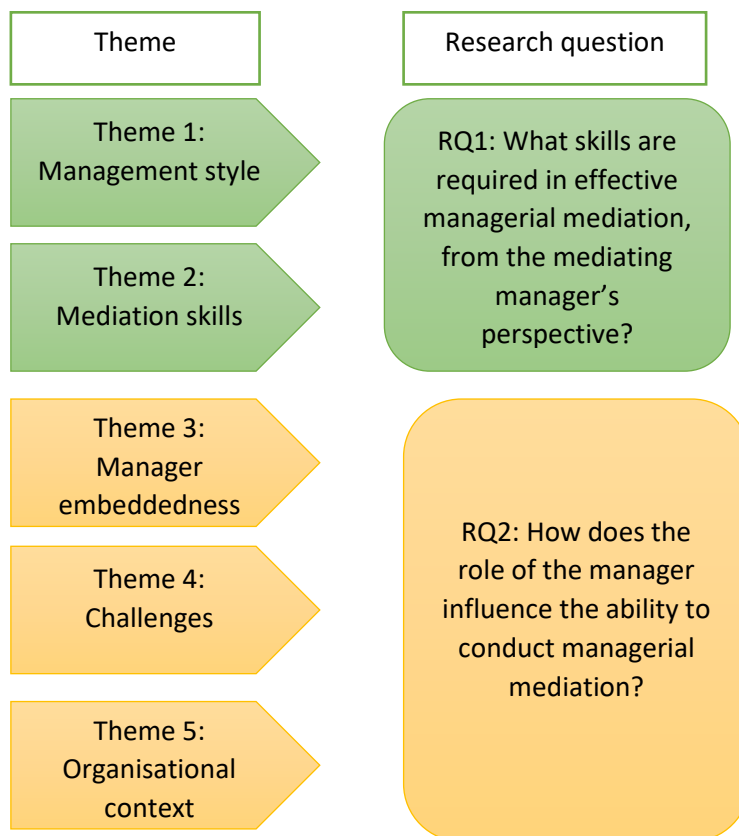 Theme
Research question
Theme 1:
Management style
Theme 2:
Mediation skills
RQ1: What skills are
required in effective
managerial mediation,
from the mediating
manager’s
perspective?
Theme 3:
Manager
embeddedness
Theme 4:
Challenges
Theme 5:
Organisational
context
RQ2: How does the
role of the manager
influence the ability to
conduct managerial
mediation?